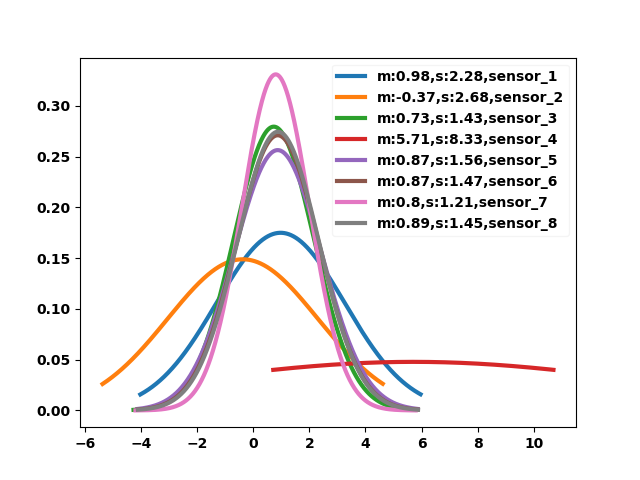 m:0.98,s:2.28,sensor_1
m:-0.37,s:2.68,sensor_2
m:0.73,s:1.43,sensor_3
m:5.71,s:8.33,sensor_4
m:0.87,s:1.56,sensor_5
m:0.87,s:1.47,sensor_6
m:0.8,s:1.21,sensor_7
m:0.89,s:1.45,sensor_8
0.30
0.25
0.20
0.15
0.10
0.05
0.00
−6 −4 −2 0 2 4 6 8 10